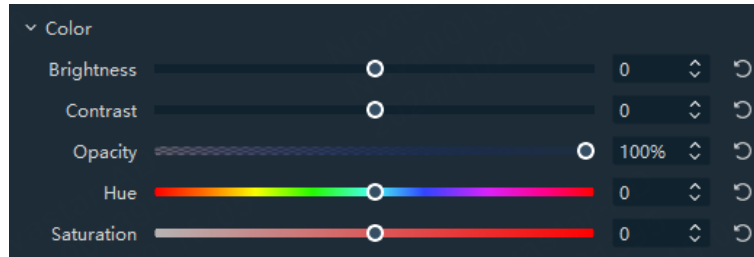 Color
Brightness 0
Contrast 0
Opacity 100%
Hue 0
Saturation 0